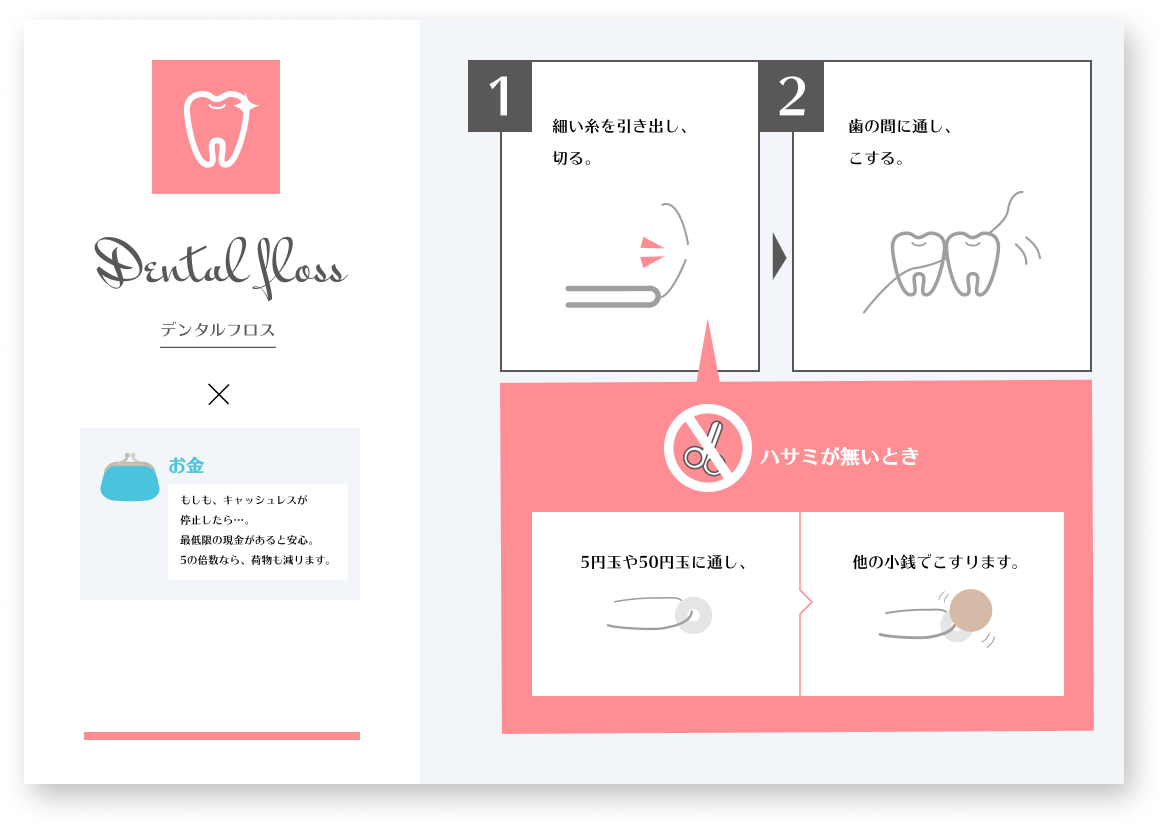 Dental floss
デンタルフロス
×
お金
もしも、キャッシュレスが
停止したら…。
最低限の現金があると安心。
5の倍数なら、荷物も減ります。
1
細い糸を引き出し、
切る。
2
歯の間に通し、
こする。
ハサミが無いとき
5円玉や50円玉に通し、
他の小銭でこすります。